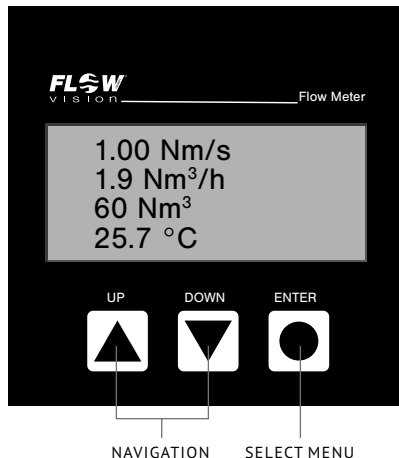 FLOW
vision
Flow Meter
1.00 Nm/s
1.9 Nm³/h
60 Nm³
25.7 °C
UP DOWN ENTER
NAVIGATION SELECT MENU